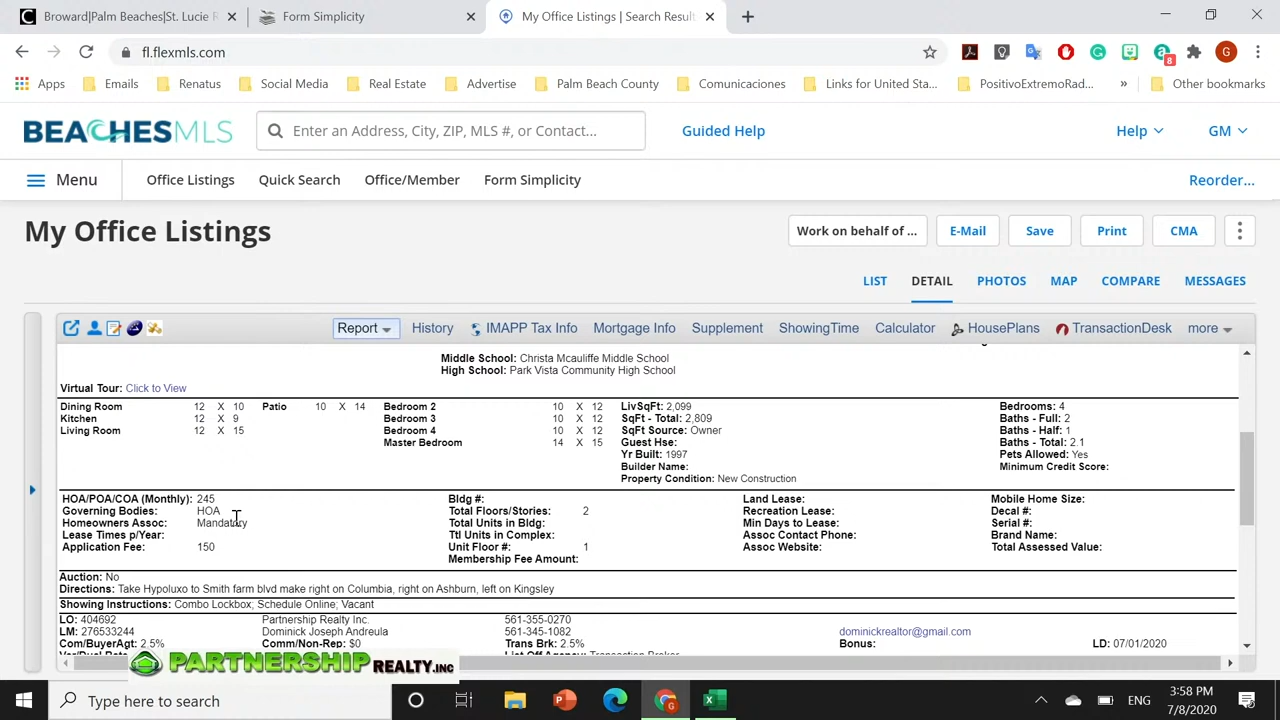 Broward|Palm Beaches|St. Lucie
Form Simplicity
My Office Listings | Search Result
fl.flexmls.com
8
G
Apps
Emails
Renatus
Social Media
Real Estate
Advertise
Palm Beach County
Comunicaciones
Links for United Sta...
PositivoExtremoRad...
»
Other bookmarks
BEACHESMLS
Enter an Address, City, ZIP, MLS #, or Contact...
Guided Help
Help
GM
Menu
Office Listings
Quick Search
Office/Member
Form Simplicity
Reorder...
My Office Listings
Work on behalf of ...
E-Mail
Save
Print
CMA
LIST
DETAIL
PHOTOS
MAP
COMPARE
MESSAGES
Report
History
IMAPP Tax Info
Mortgage Info
Supplement
ShowingTime
Calculator
HousePlans
TransactionDesk
more
Middle School: Christa Mcauliffe Middle School
High School: Park Vista Community High School
Virtual Tour: Click to View
Dining Room 12 X 10 Patio 10 X 14 Bedroom 2 10 X 12 LivSqFt: 2,099 Bedrooms: 4
Kitchen 12 X 9 Bedroom 3 10 X 12 SqFt - Total: 2,809 Baths - Full: 2
Living Room 12 X 15 Bedroom 4 10 X 12 SqFt Source: Owner Baths - Half: 1
Master Bedroom 14 X 15 Guest Hse: Baths - Total: 2.1
Yr Built: 1997 Pets Allowed: Yes
Builder Name: Minimum Credit Score:
Property Condition: New Construction
HOA/POA/COA (Monthly): 245 Bldg #: Land Lease: Mobile Home Size:
Governing Bodies: HOA Total Floors/Stories: 2 Recreation Lease: Decal #:
Homeowners Assoc: Mandatory Total Units in Bldg: Min Days to Lease: Serial #:
Lease Times p/Year: Ttl Units in Complex: Assoc Contact Phone: Brand Name:
Application Fee: 150 Unit Floor #: 1 Assoc Website: Total Assessed Value:
Membership Fee Amount:
Auction: No
Directions: Take Hypoluxo to Smith farm blvd make right on Columbia, right on Ashburn, left on Kingsley
Showing Instructions: Combo Lockbox; Schedule Online; Vacant
LO: 404692 Partnership Realty Inc. 561-355-0270
LM: 276533244 Dominick Joseph Andreula 561-345-1082 dominickrealtor@gmail.com
Com/BuyerAgt: 2.5% Comm/Non-Rep: $0 Trans Brk: 2.5% Bonus: LD: 07/01/2020
PARTNERSHIP REALTY.INC
Type here to search
ENG
3:58 PM
7/8/2020